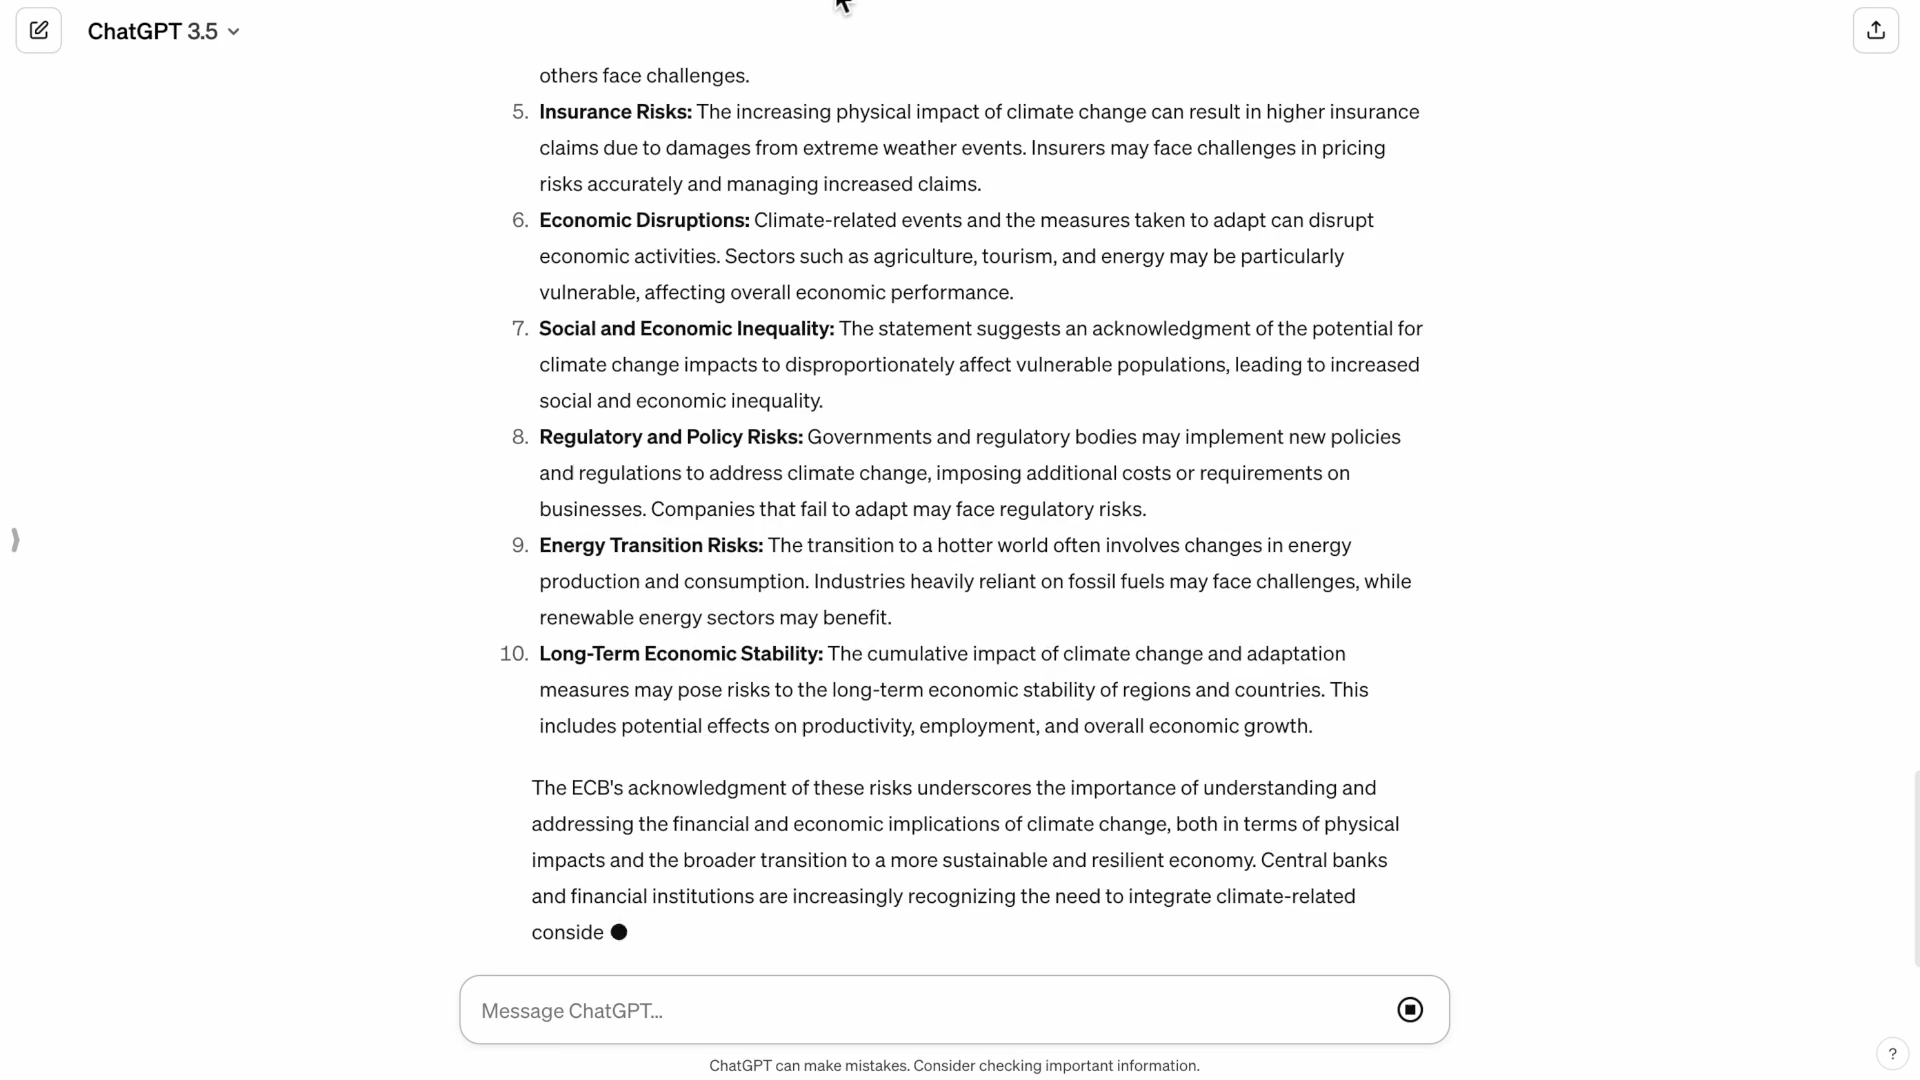 ChatGPT 3.5
others face challenges.
5. Insurance Risks: The increasing physical impact of climate change can result in higher insurance
claims due to damages from extreme weather events. Insurers may face challenges in pricing
risks accurately and managing increased claims.
6. Economic Disruptions: Climate-related events and the measures taken to adapt can disrupt
economic activities. Sectors such as agriculture, tourism, and energy may be particularly
vulnerable, affecting overall economic performance.
7. Social and Economic Inequality: The statement suggests an acknowledgment of the potential for
climate change impacts to disproportionately affect vulnerable populations, leading to increased
social and economic inequality.
8. Regulatory and Policy Risks: Governments and regulatory bodies may implement new policies
and regulations to address climate change, imposing additional costs or requirements on
businesses. Companies that fail to adapt may face regulatory risks.
9. Energy Transition Risks: The transition to a hotter world often involves changes in energy
production and consumption. Industries heavily reliant on fossil fuels may face challenges, while
renewable energy sectors may benefit.
10. Long-Term Economic Stability: The cumulative impact of climate change and adaptation
measures may pose risks to the long-term economic stability of regions and countries. This
includes potential effects on productivity, employment, and overall economic growth.
The ECB's acknowledgment of these risks underscores the importance of understanding and
addressing the financial and economic implications of climate change, both in terms of physical
impacts and the broader transition to a more sustainable and resilient economy. Central banks
and financial institutions are increasingly recognizing the need to integrate climate-related
conside
Message ChatGPT...
ChatGPT can make mistakes. Consider checking important information.
?